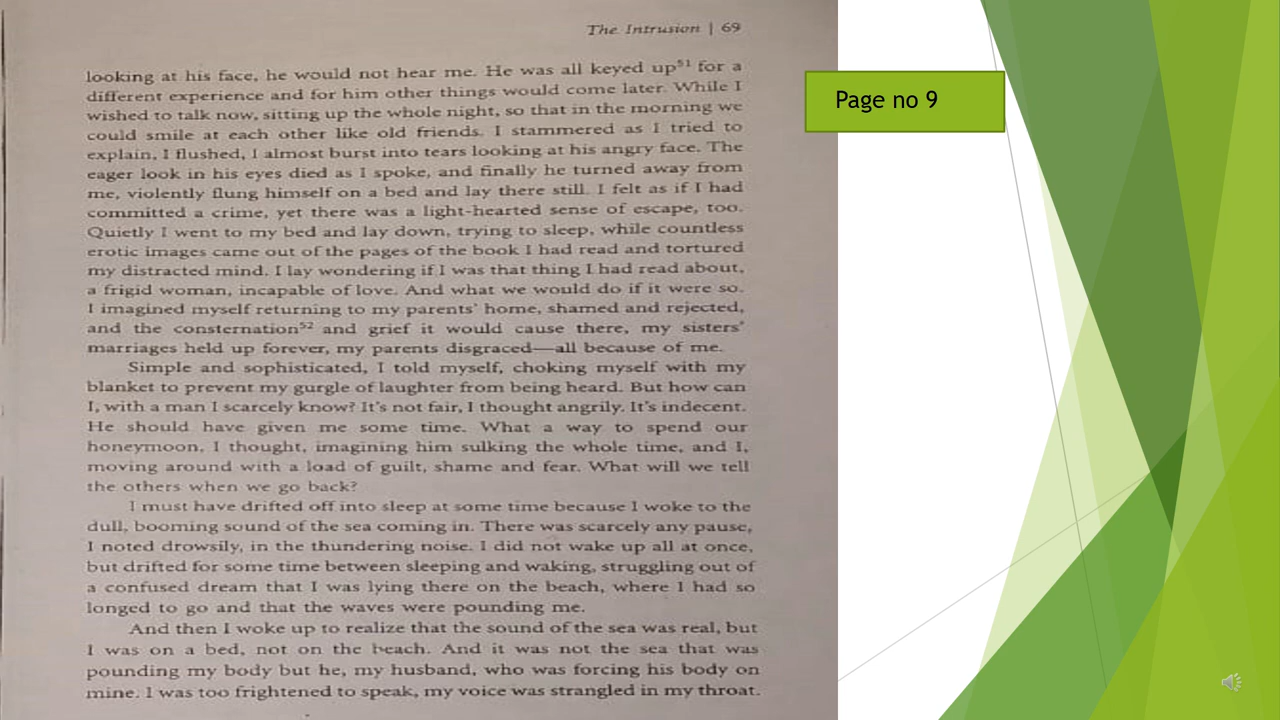 The Intrusion | 69
looking at his face, he would not hear me. He was all keyed up⁵¹ for a
different experience and for him other things would come later. While I
wished to talk now, sitting up the whole night, so that in the morning we
could smile at each other like old friends. I stammered as I tried to
explain, I flushed, I almost burst into tears looking at his angry face. The
eager look in his eyes died as I spoke, and finally he turned away from
me, violently flung himself on a bed and lay there still. I felt as if I had
committed a crime, yet there was a light-hearted sense of escape, too.
Quietly I went to my bed and lay down, trying to sleep, while countless
erotic images came out of the pages of the book I had read and tortured
my distracted mind. I lay wondering if I was that thing I had read about,
a frigid woman, incapable of love. And what we would do if it were so.
I imagined myself returning to my parents' home, shamed and rejected,
and the consternation⁵² and grief it would cause there, my sisters'
marriages held up forever, my parents disgraced—all because of me.
Simple and sophisticated, I told myself, choking myself with my
blanket to prevent my gurgle of laughter from being heard. But how can
I, with a man I scarcely know? It's not fair, I thought angrily. It's indecent.
He should have given me some time. What a way to spend our
honeymoon, I thought, imagining him sulking the whole time, and I,
moving around with a load of guilt, shame and fear. What will we tell
the others when we go back?
I must have drifted off into sleep at some time because I woke to the
dull, booming sound of the sea coming in. There was scarcely any pause,
I noted drowsily, in the thundering noise. I did not wake up all at once,
but drifted for some time between sleeping and waking, struggling out of
a confused dream that I was lying there on the beach, where I had so
longed to go and that the waves were pounding me.
And then I woke up to realize that the sound of the sea was real, but
I was on a bed, not on the beach. And it was not the sea that was
pounding my body but he, my husband, who was forcing his body on
mine. I was too frightened to speak, my voice was strangled in my throat.
Page no 9